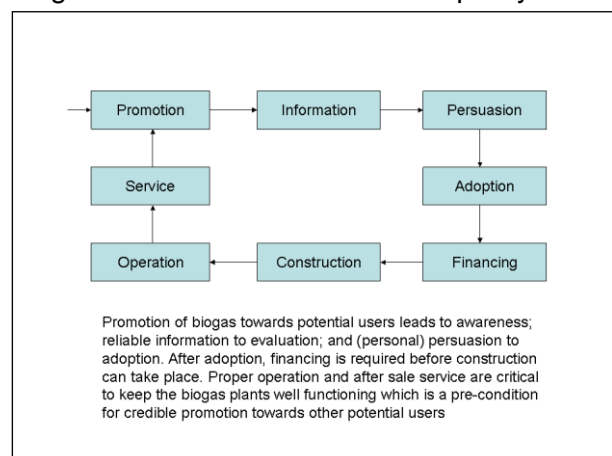 Promotion
Information
Persuasion
Service
Adoption
Operation
Construction
Financing
Promotion of biogas towards potential users leads to awareness;
reliable information to evaluation; and (personal) persuasion to
adoption. After adoption, financing is required before construction
can take place. Proper operation and after sale service are critical
to keep the biogas plants well functioning which is a pre-condition
for credible promotion towards other potential users